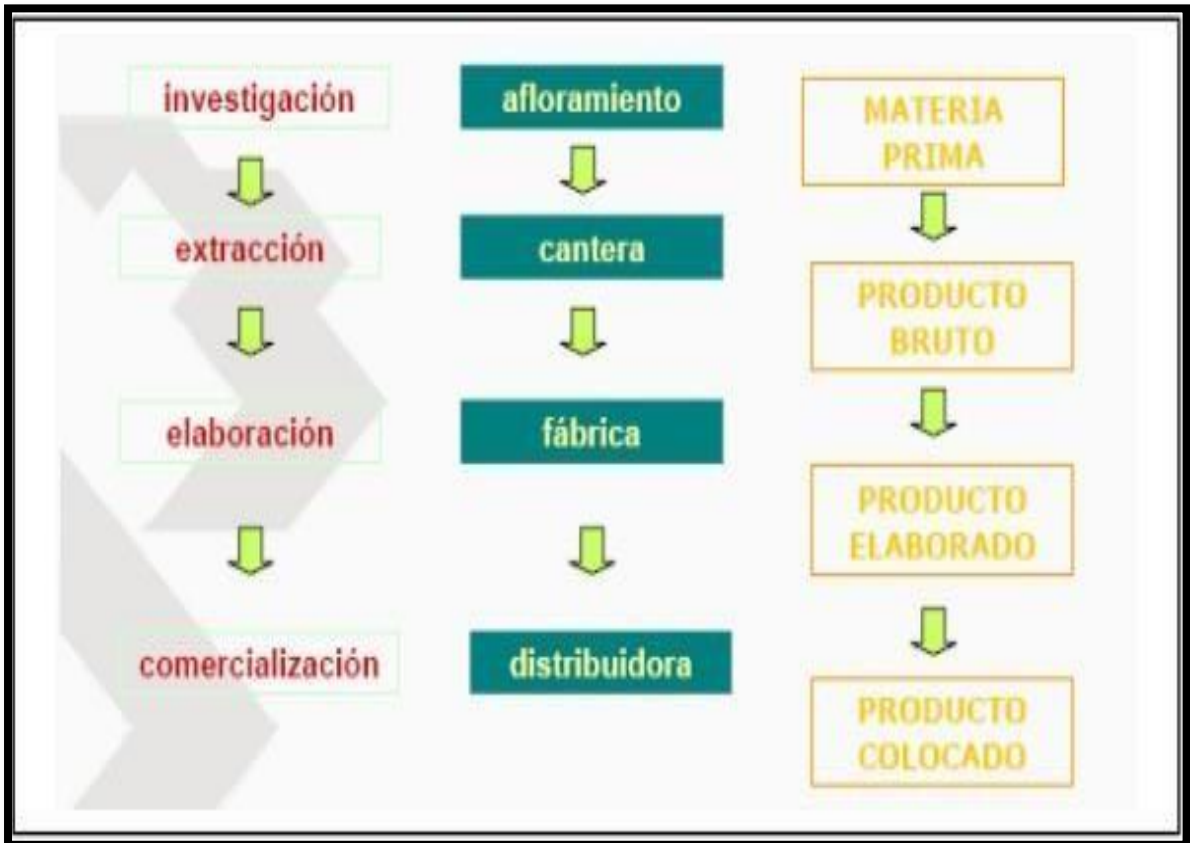 investigación
extracción
elaboración
comercialización
afloramiento
cantera
fábrica
distribuidora
MATERIA
PRIMA
PRODUCTO
BRUTO
PRODUCTO
ELABORADO
PRODUCTO
COLOCADO